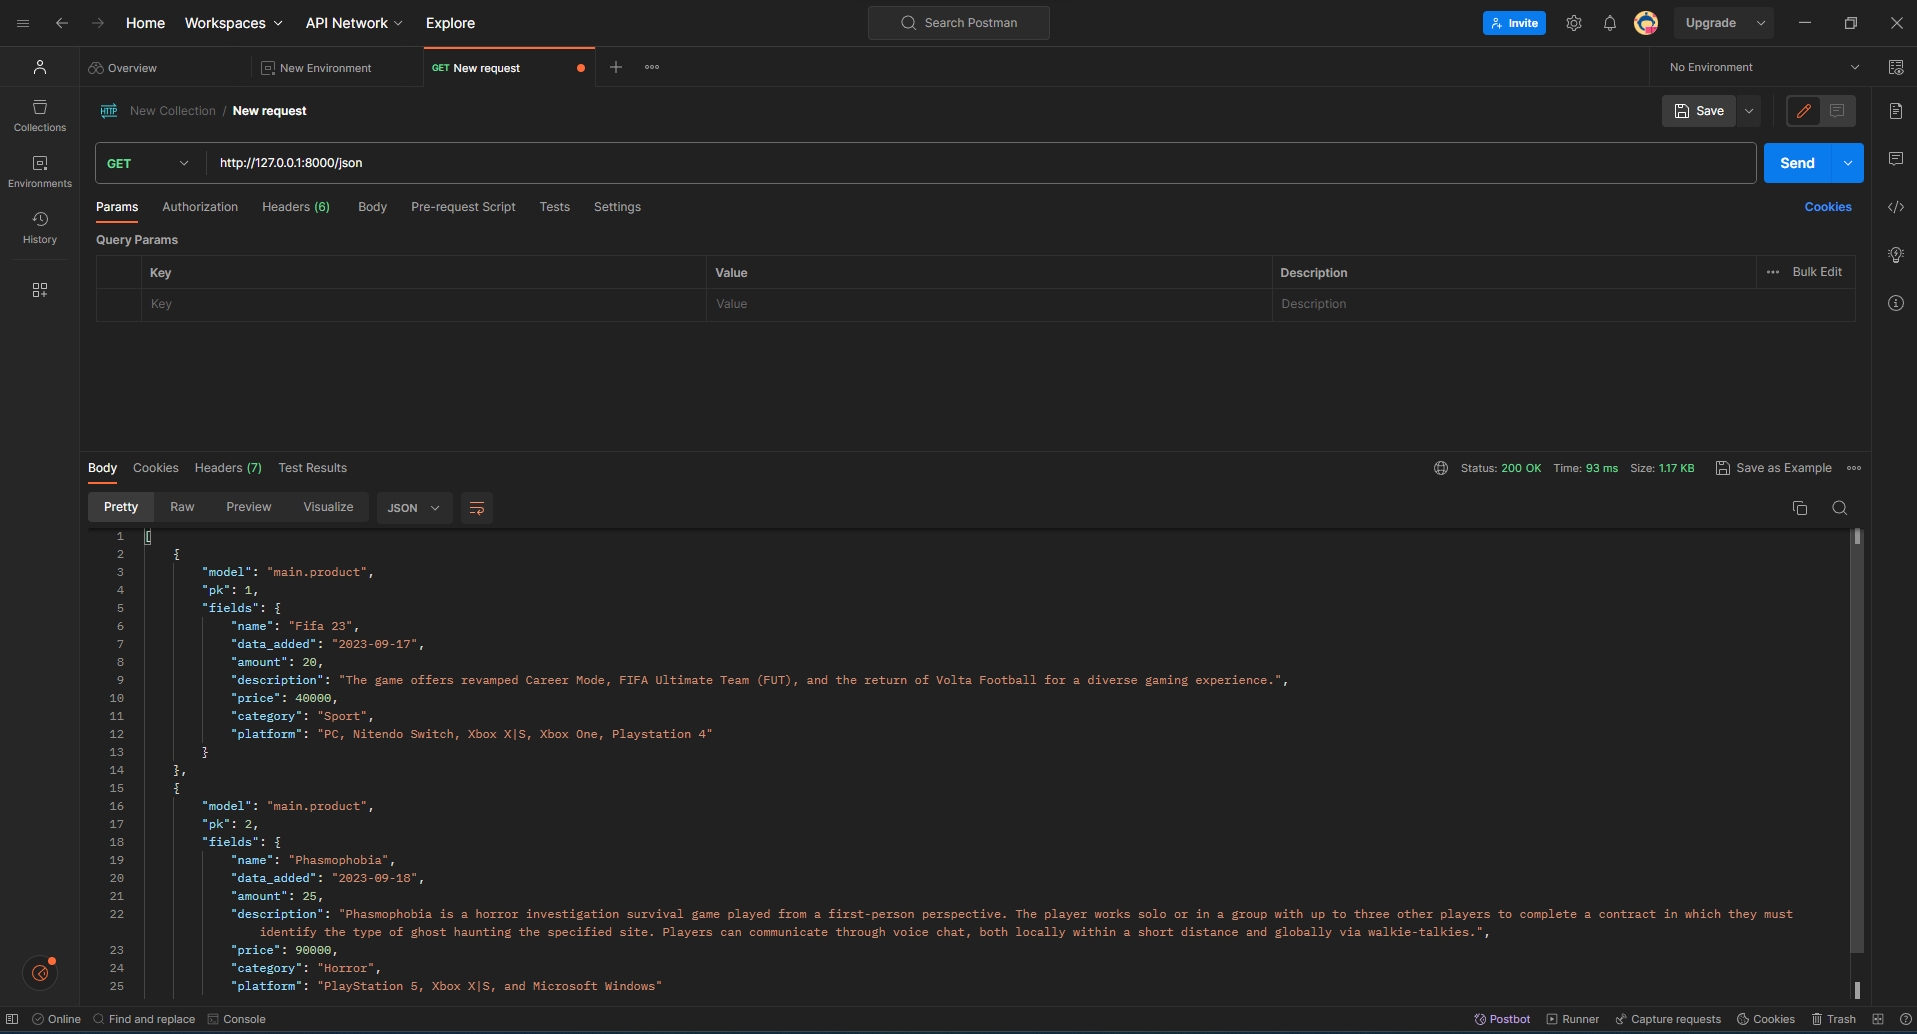 Home Workspaces API Network Explore Search Postman Invite Upgrade
Overview New Environment GET New request No Environment
HTTP New Collection / New request Save
Collections
GET http://127.0.0.1:8000/json Send
Environments
Params Authorization Headers (6) Body Pre-request Script Tests Settings Cookies
History
Query Params
Key Value Description Bulk Edit
Key Value Description
Body Cookies Headers (7) Test Results Status: 200 OK Time: 93 ms Size: 1.17 KB Save as Example
Pretty Raw Preview Visualize JSON
1 [
2 {
3 "model": "main.product",
4 "pk": 1,
5 "fields": {
6 "name": "Fifa 23",
7 "data_added": "2023-09-17",
8 "amount": 20,
9 "description": "The game offers revamped Career Mode, FIFA Ultimate Team (FUT), and the return of Volta Football for a diverse gaming experience.",
10 "price": 40000,
11 "category": "Sport",
12 "platform": "PC, Nitendo Switch, Xbox X|S, Xbox One, Playstation 4"
13 }
14 },
15 {
16 "model": "main.product",
17 "pk": 2,
18 "fields": {
19 "name": "Phasmophobia",
20 "data_added": "2023-09-18",
21 "amount": 25,
22 "description": "Phasmophobia is a horror investigation survival game played from a first-person perspective. The player works solo or in a group with up to three other players to complete a contract in which they must
identify the type of ghost haunting the specified site. Players can communicate through voice chat, both locally within a short distance and globally via walkie-talkies.",
23 "price": 90000,
24 "category": "Horror",
25 "platform": "PlayStation 5, Xbox X|S, and Microsoft Windows"
Online Find and replace Console Postbot Runner Capture requests Cookies Trash